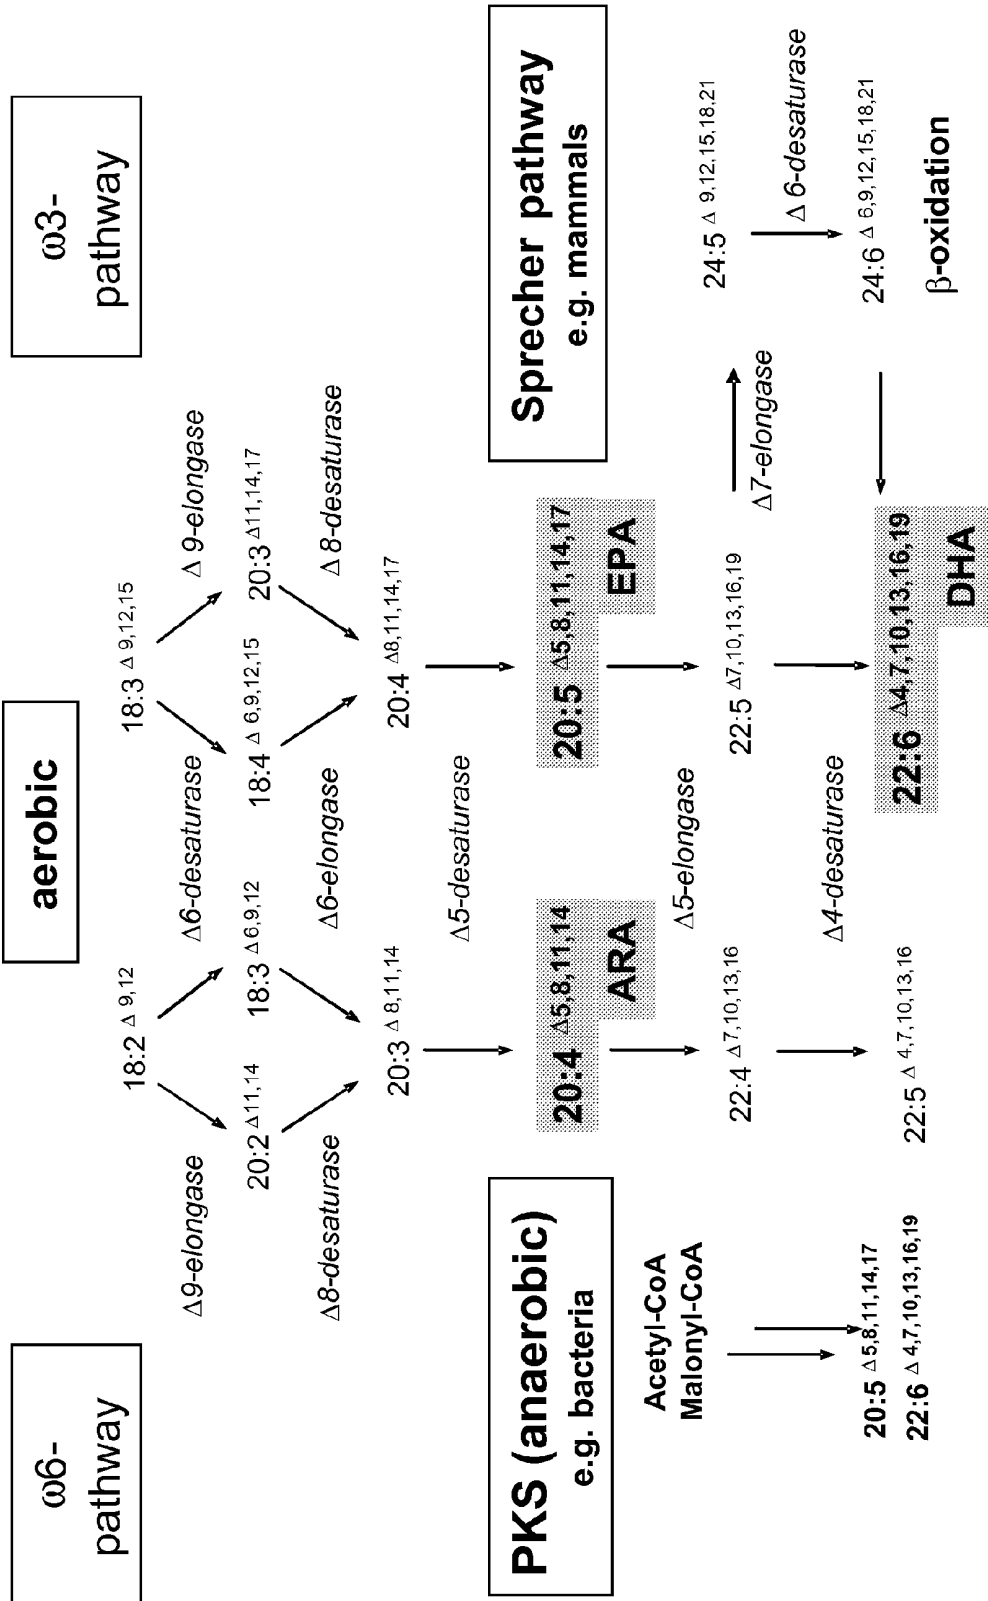 ω6-
pathway
aerobic
ω3-
pathway
18:2 Δ 9,12
18:3 Δ 9,12,15
Δ9-elongase
Δ6-desaturase
Δ 9-elongase
20:2 Δ11,14
18:3 Δ6,9,12
18:4 Δ 6,9,12,15
20:3 Δ11,14,17
Δ8-desaturase
Δ6-elongase
Δ 8-desaturase
20:3 Δ 8,11,14
20:4 Δ8,11,14,17
Δ5-desaturase
PKS (anaerobic)
e.g. bacteria
20:4 Δ5,8,11,14
ARA
20:5 Δ5,8,11,14,17
EPA
Sprecher pathway
e.g. mammals
Acetyl-CoA
Malonyl-CoA
Δ5-elongase
22:4 Δ7,10,13,16
22:5 Δ7,10,13,16,19
Δ7-elongase
24:5 Δ 9,12,15,18,21
Δ 6-desaturase
Δ4-desaturase
20:5 Δ5,8,11,14,17
22:6 Δ 4,7,10,13,16,19
22:5 Δ 4,7,10,13,16
22:6 Δ4,7,10,13,16,19
DHA
24:6 Δ 6,9,12,15,18,21
β-oxidation